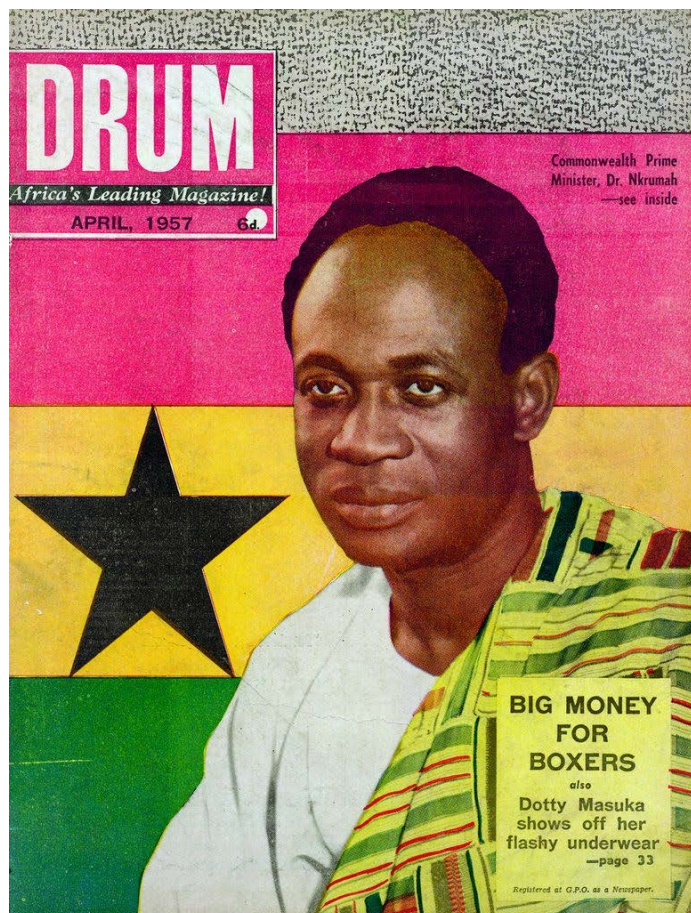 DRUM
Africa's Leading Magazine!
APRIL, 1957 6d.
Commonwealth Prime
Minister, Dr. Nkrumah
—see inside
BIG MONEY
FOR
BOXERS
also
Dotty Masuka
shows off her
flashy underwear
—page 33
Registered at G.P.O. as a Newspaper.